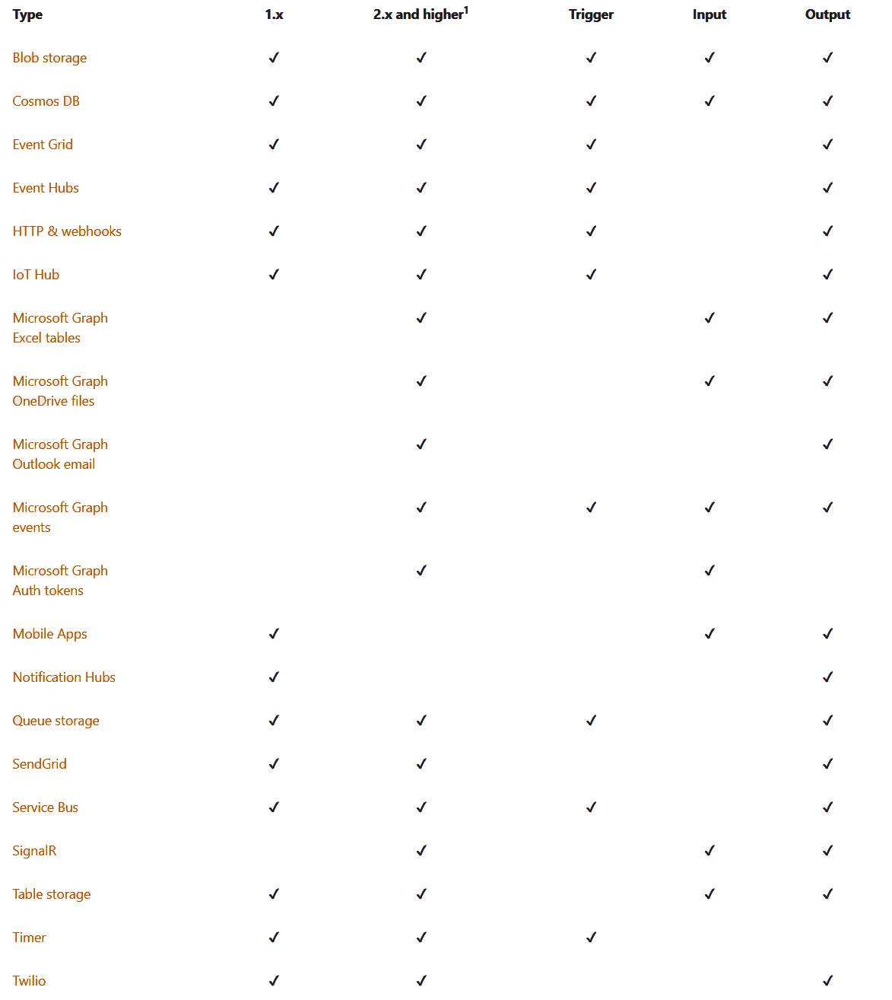 Type 1.x 2.x and higher¹ Trigger Input Output
Blob storage ✓ ✓ ✓ ✓ ✓
Cosmos DB ✓ ✓ ✓ ✓ ✓
Event Grid ✓ ✓ ✓ ✓
Event Hubs ✓ ✓ ✓ ✓
HTTP & webhooks ✓ ✓ ✓ ✓
IoT Hub ✓ ✓ ✓ ✓
Microsoft Graph ✓ ✓ ✓
Excel tables
Microsoft Graph ✓ ✓ ✓
OneDrive files
Microsoft Graph ✓ ✓
Outlook email
Microsoft Graph ✓ ✓ ✓ ✓
events
Microsoft Graph ✓ ✓
Auth tokens
Mobile Apps ✓ ✓ ✓
Notification Hubs ✓ ✓
Queue storage ✓ ✓ ✓ ✓
SendGrid ✓ ✓ ✓
Service Bus ✓ ✓ ✓ ✓
SignalR ✓ ✓ ✓
Table storage ✓ ✓ ✓ ✓
Timer ✓ ✓ ✓
Twilio ✓ ✓ ✓